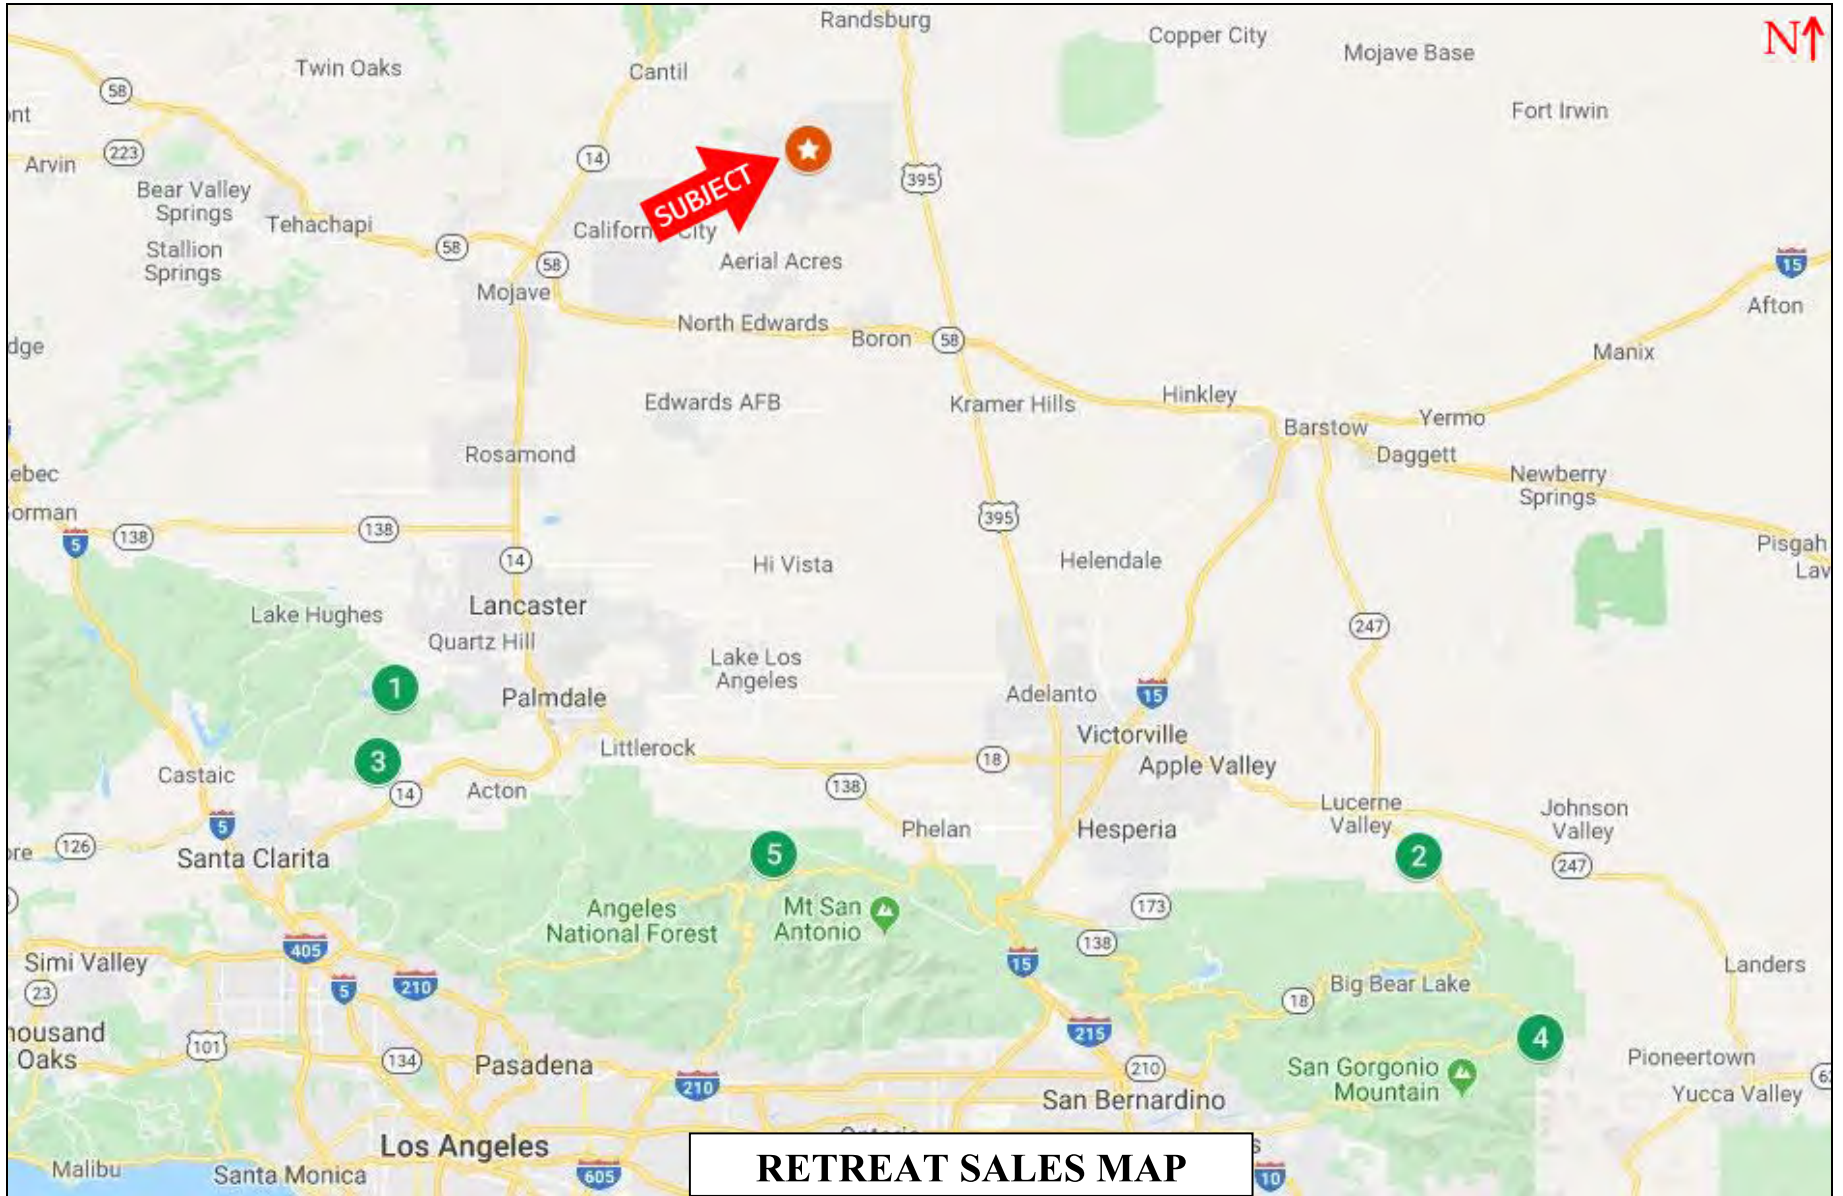 Randsburg
Copper City
Mojave Base
N
Twin Oaks
Cantil
58
Fort Irwin
ont
223
Arvin
14
395
SUBJECT
Bear Valley
Springs
Tehachapi
58
California City
Stallion
Springs
58
Aerial Acres
15
Mojave
Afton
North Edwards
Boron
58
dge
Manix
Edwards AFB
Kramer Hills
Hinkley
Yermo
Barstow
Rosamond
Daggett
ebec
Newberry
Springs
orman
5
138
138
395
14
Hi Vista
Helendale
Pisgah
Lav
Lake Hughes
Lancaster
Quartz Hill
247
Lake Los
Angeles
1
Palmdale
Adelanto
15
Victorville
Littlerock
3
Castaic
18
Apple Valley
14
Acton
138
Lucerne
Valley
Johnson
Valley
5
126
re
Phelan
Hesperia
Santa Clarita
5
2
247
Angeles
National Forest
Mt San
Antonio
173
138
405
Simi Valley
15
Landers
23
5
210
Big Bear Lake
18
housand
Oaks
101
215
4
134
Pasadena
210
210
San Gorgonio
Mountain
Pioneertown
6
Yucca Valley
San Bernardino
Los Angeles
RETREAT SALES MAP
s
Malibu
Santa Monica
605
10